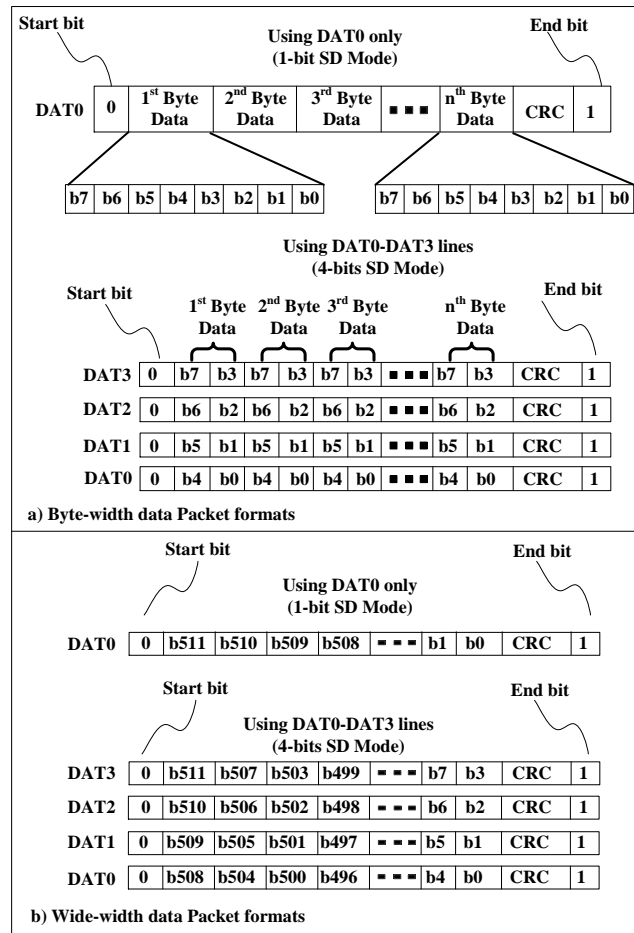 Start bit
Using DAT0 only
(1-bit SD Mode)
End bit
DAT0 0 1st Byte Data 2nd Byte Data 3rd Byte Data nth Byte Data CRC 1
b7 b6 b5 b4 b3 b2 b1 b0
b7 b6 b5 b4 b3 b2 b1 b0
Using DAT0-DAT3 lines
(4-bits SD Mode)
Start bit
End bit
1st Byte Data 2nd Byte Data 3rd Byte Data nth Byte Data
DAT3 0 b7 b3 b7 b3 b7 b3 b7 b3 CRC 1
DAT2 0 b6 b2 b6 b2 b6 b2 b6 b2 CRC 1
DAT1 0 b5 b1 b5 b1 b5 b1 b5 b1 CRC 1
DAT0 0 b4 b0 b4 b0 b4 b0 b4 b0 CRC 1
a) Byte-width data Packet formats
Start bit
End bit
Using DAT0 only
(1-bit SD Mode)
DAT0 0 b511 b510 b509 b508 b1 b0 CRC 1
Start bit
End bit
Using DAT0-DAT3 lines
(4-bits SD Mode)
DAT3 0 b511 b507 b503 b499 b7 b3 CRC 1
DAT2 0 b510 b506 b502 b498 b6 b2 CRC 1
DAT1 0 b509 b505 b501 b497 b5 b1 CRC 1
DAT0 0 b508 b504 b500 b496 b4 b0 CRC 1
b) Wide-width data Packet formats